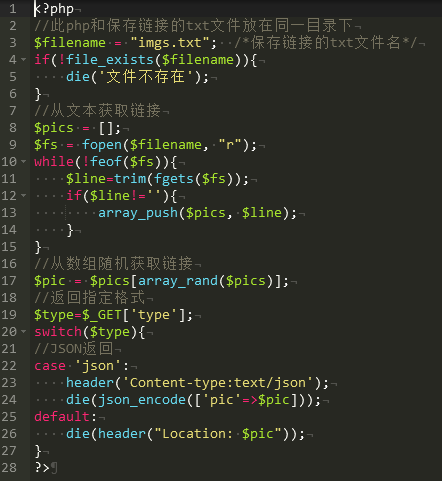 1 <?php
2 //此php和保存链接的txt文件放在同一目录下
3 $filename = "imgs.txt"; /*保存链接的txt文件名*/
4 if(!file_exists($filename)){
5     die('文件不存在');
6 }
7 //从文本获取链接
8 $pics = [];
9 $fs = fopen($filename, "r");
10 while(!feof($fs)){
11     $line=trim(fgets($fs));
12     if($line!=''){
13         array_push($pics, $line);
14     }
15 }
16 //从数组随机获取链接
17 $pic = $pics[array_rand($pics)];
18 //返回指定格式
19 $type=$_GET['type'];
20 switch($type){
21 //JSON返回
22 case 'json':
23     header('Content-type:text/json');
24     die(json_encode(['pic'=>$pic]));
25 default:
26     die(header("Location: $pic"));
27 }
28 ?>